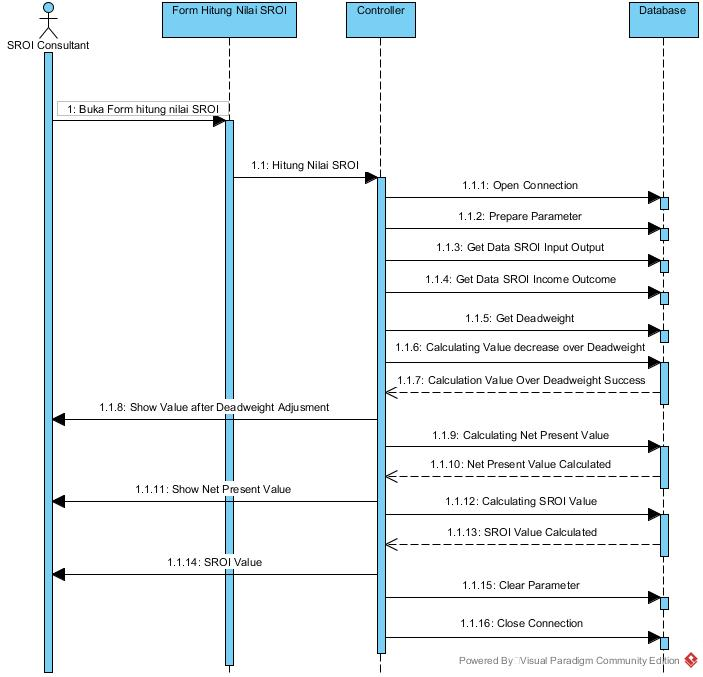 Form Hitung Nilai SROI
Controller
Database
SROI Consultant
1: Buka Form hitung nilai SROI
1.1: Hitung Nilai SROI
1.1.1: Open Connection
1.1.2: Prepare Parameter
1.1.3: Get Data SROI Input Output
1.1.4: Get Data SROI Income Outcome
1.1.5: Get Deadweight
1.1.6: Calculating Value decrease over Deadweight
1.1.7: Calculation Value Over Deadweight Success
1.1.8: Show Value after Deadweight Adjusment
1.1.9: Calculating Net Present Value
1.1.10: Net Present Value Calculated
1.1.11: Show Net Present Value
1.1.12: Calculating SROI Value
1.1.13: SROI Value Calculated
1.1.14: SROI Value
1.1.15: Clear Parameter
1.1.16: Close Connection
Powered By Visual Paradigm Community Edition